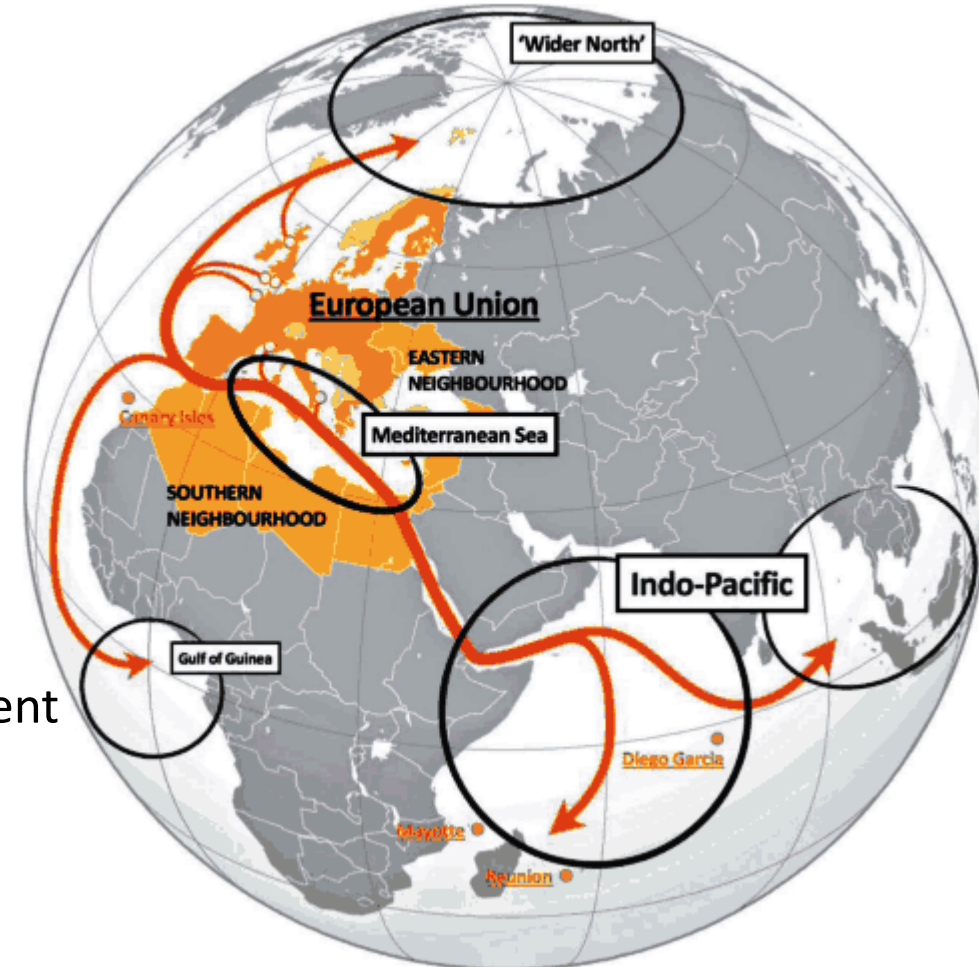 'Wider North'
European Union
EASTERN
NEIGHBOURHOOD
Canary Isles
Mediterranean Sea
SOUTHERN
NEIGHBOURHOOD
Indo-Pacific
Gulf of Guinea
ent
Diego Garcia
Mayotte
Reunion